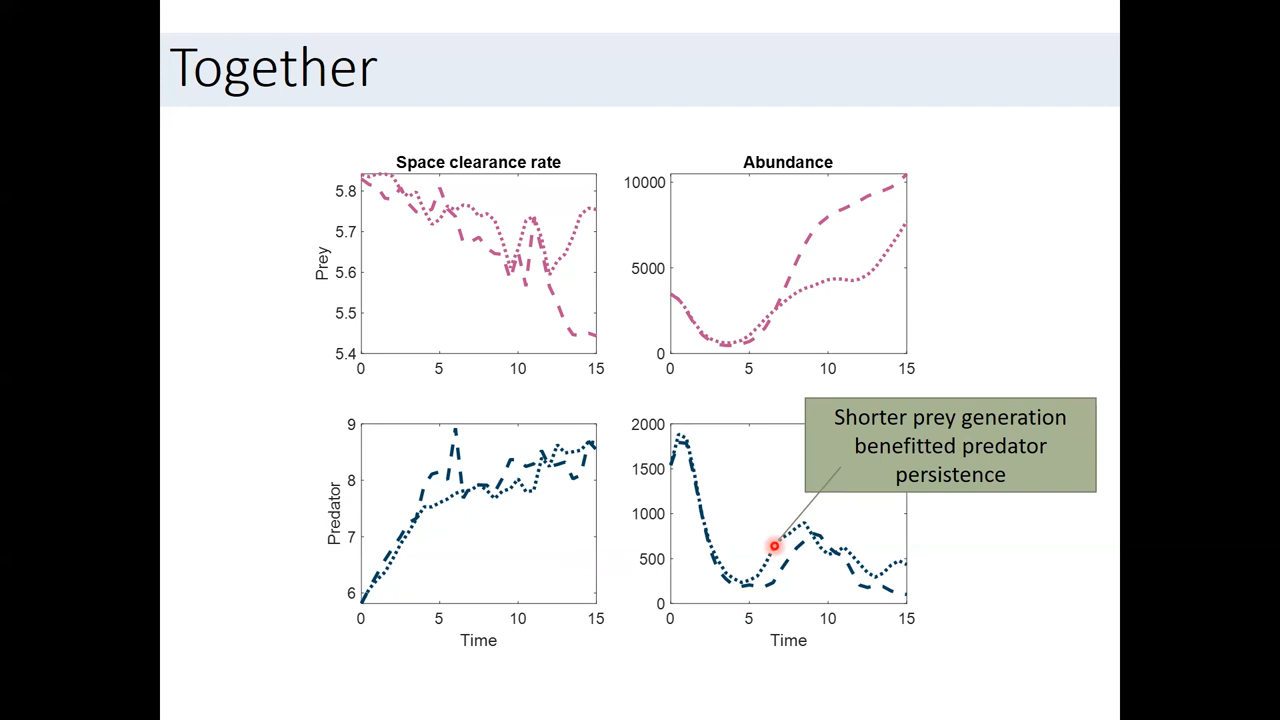 Together
Space clearance rate
Abundance
5.8
5.7
5.6
5.5
5.4
Prey
0 5 10 15
10000
5000
0
0 5 10 15
9
8
7
6
Predator
0 5 10 15
Time
2000
1500
1000
500
0
0 5 10 15
Time
Shorter prey generation
benefitted predator
persistence